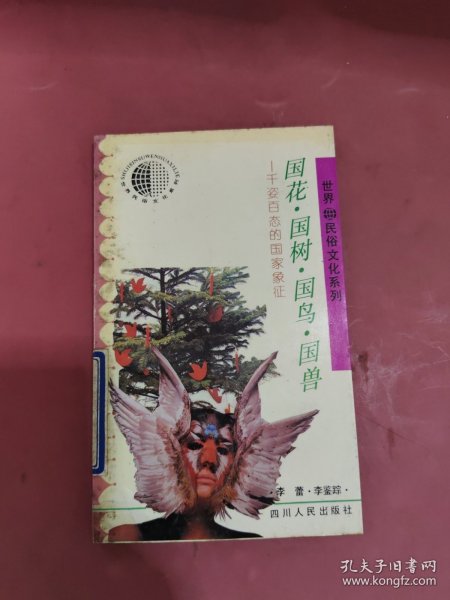 世界民俗文化系列
国花·国树·国鸟·国兽
—千姿百态的国家象征
·李 蕾·李鉴踪·
四川人民出版社
孔夫子旧书网
www.kongfz.com